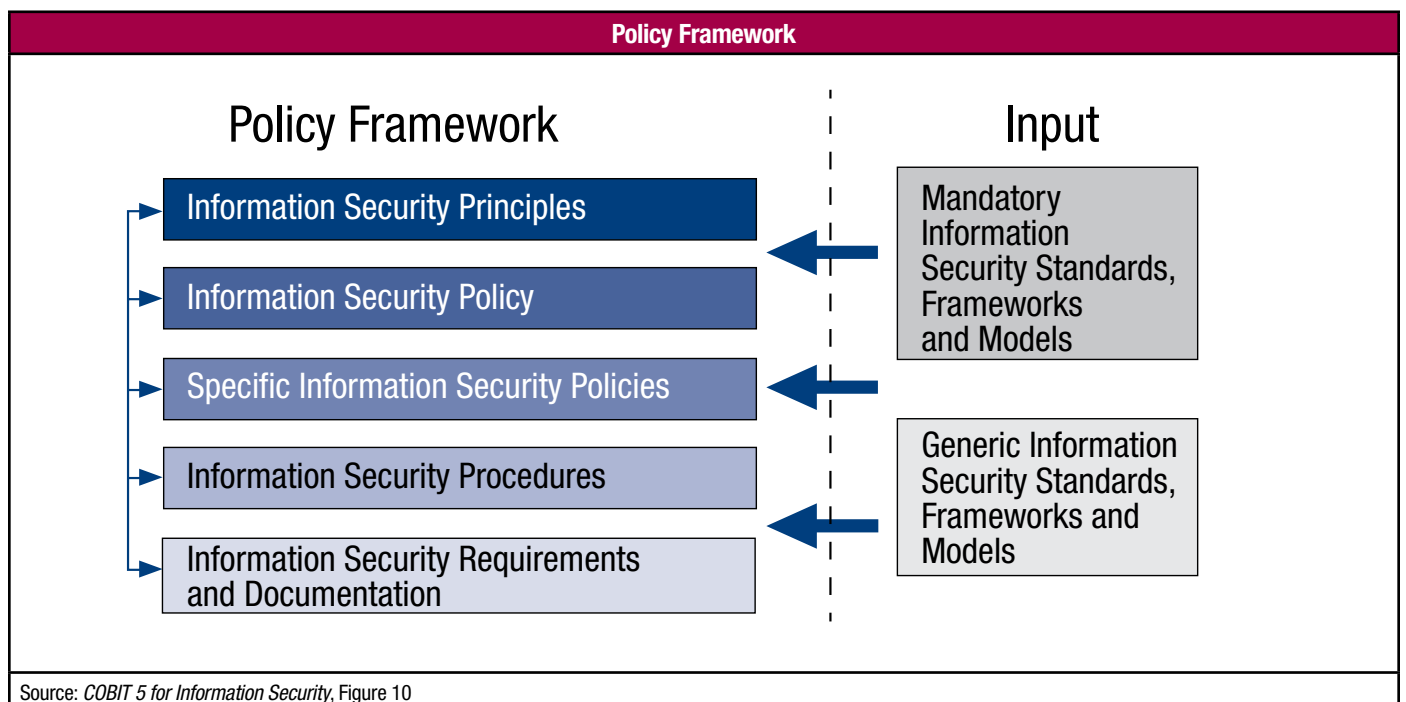 Policy Framework
Policy Framework
Input
Information Security Principles
Information Security Policy
Specific Information Security Policies
Information Security Procedures
Information Security Requirements
and Documentation
Mandatory
Information
Security Standards,
Frameworks
and Models
Generic Information
Security Standards,
Frameworks and
Models
Source: COBIT 5 for Information Security, Figure 10